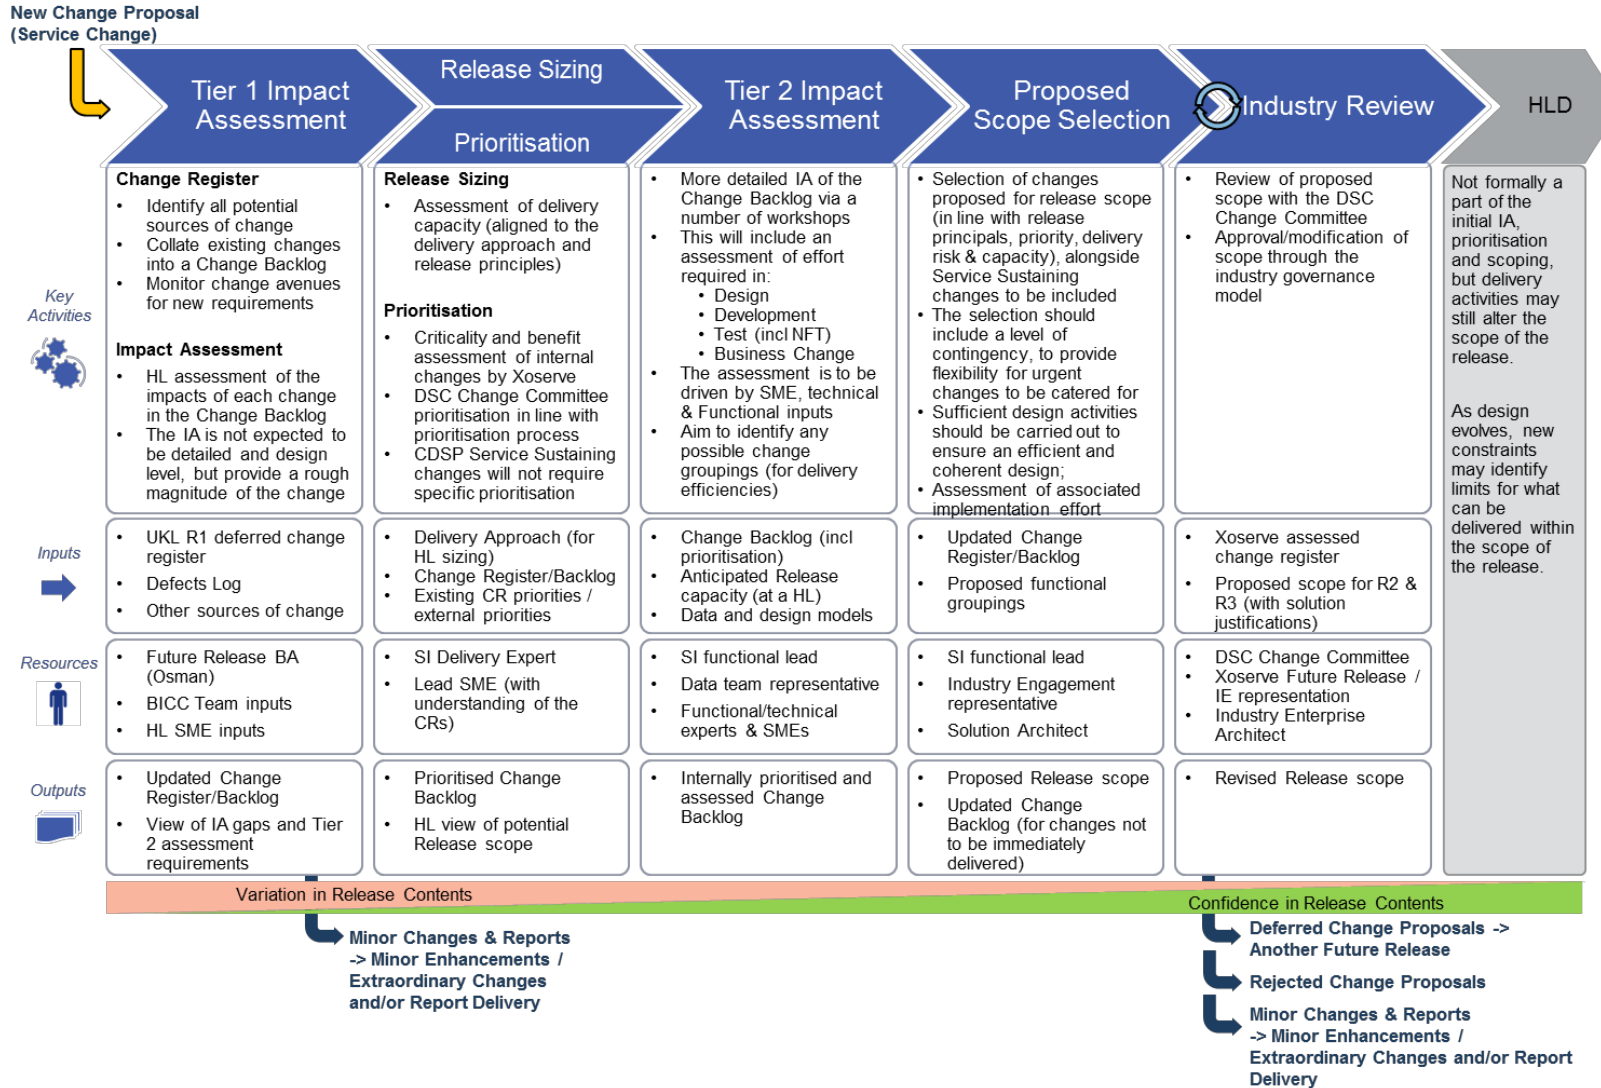 New Change Proposal
(Service Change)
Tier 1 Impact
Assessment
Release Sizing
Prioritisation
Tier 2 Impact
Assessment
Proposed
Scope Selection
Industry Review
HLD
Key
Activities
Change Register
• Identify all potential
sources of change
• Collate existing changes
into a Change Backlog
• Monitor change avenues
for new requirements
Impact Assessment
• HL assessment of the
impacts of each change
in the Change Backlog
• The IA is not expected to
be detailed and design
level, but provide a rough
magnitude of the change
Release Sizing
• Assessment of delivery
capacity (aligned to the
delivery approach and
release principles)
Prioritisation
• Criticality and benefit
assessment of internal
changes by Xoserve
• DSC Change Committee
prioritisation in line with
prioritisation process
• CDSP Service Sustaining
changes will not require
specific prioritisation
• More detailed IA of the
Change Backlog via a
number of workshops
• This will include an
assessment of effort
required in:
• Design
• Development
• Test (incl NFT)
• Business Change
• The assessment is to be
driven by SME, technical
& Functional inputs
• Aim to identify any
possible change
groupings (for delivery
efficiencies)
• Selection of changes
proposed for release scope
(in line with release
principals, priority, delivery
risk & capacity), alongside
Service Sustaining
changes to be included
• The selection should
include a level of
contingency, to provide
flexibility for urgent
changes to be catered for
• Sufficient design activities
should be carried out to
ensure an efficient and
coherent design;
• Assessment of associated
implementation effort
• Review of proposed
scope with the DSC
Change Committee
• Approval/modification of
scope through the
industry governance
model
Not formally a
part of the
initial IA,
prioritisation
and scoping,
but delivery
activities may
still alter the
scope of the
release.
As design
evolves, new
constraints
may identify
limits for what
can be
delivered within
the scope of
the release.
Inputs
• UKL R1 deferred change
register
• Defects Log
• Other sources of change
• Delivery Approach (for
HL sizing)
• Change Register/Backlog
• Existing CR priorities /
external priorities
• Change Backlog (incl
prioritisation)
• Anticipated Release
capacity (at a HL)
• Data and design models
• Updated Change
Register/Backlog
• Proposed functional
groupings
• Xoserve assessed
change register
• Proposed scope for R2 &
R3 (with solution
justifications)
Resources
• Future Release BA
(Osman)
• BICC Team inputs
• HL SME inputs
• SI Delivery Expert
• Lead SME (with
understanding of the
CRs)
• SI functional lead
• Data team representative
• Functional/technical
experts & SMEs
• SI functional lead
• Industry Engagement
representative
• Solution Architect
• DSC Change Committee
• Xoserve Future Release /
IE representation
• Industry Enterprise
Architect
Outputs
• Updated Change
Register/Backlog
• View of IA gaps and Tier
2 assessment
requirements
• Prioritised Change
Backlog
• HL view of potential
Release scope
• Internally prioritised and
assessed Change
Backlog
• Proposed Release scope
• Updated Change
Backlog (for changes not
to be immediately
delivered)
• Revised Release scope
Variation in Release Contents
Confidence in Release Contents
Minor Changes & Reports
-> Minor Enhancements /
Extraordinary Changes
and/or Report Delivery
Deferred Change Proposals ->
Another Future Release
Rejected Change Proposals
Minor Changes & Reports
-> Minor Enhancements /
Extraordinary Changes and/or Report
Delivery